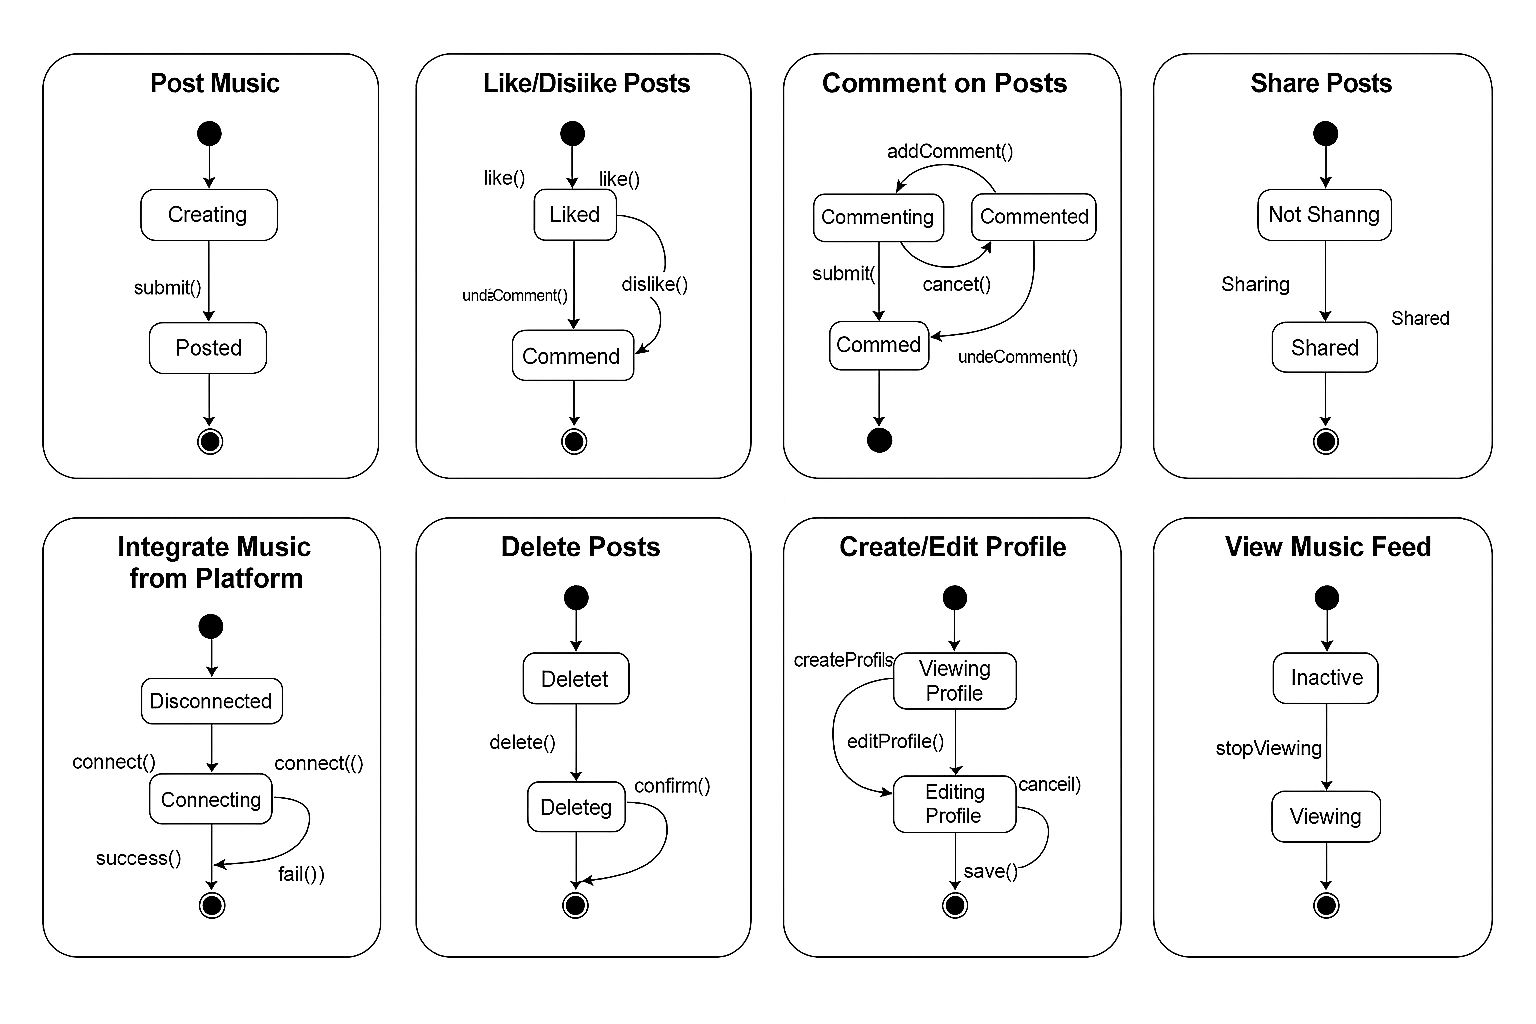 Post Music
Creating
submit()
Posted
Like/Disiike Posts
like()
like()
Liked
dislike()
Commend
Comment on Posts
addComment()
Commenting
Commented
submit(
cancet()
Commed
undeComment()
Share Posts
Not Shanng
Sharing
Shared
Shared
Integrate Music
from Platform
Disconnected
connect()
connect(()
Connecting
success()
fail())
Delete Posts
Deletet
delete()
confirm()
Deleteg
Create/Edit Profile
createProfils
Viewing
Profile
editProfile()
Editing
Profile
canceil)
save()
View Music Feed
Inactive
stopViewing
Viewing